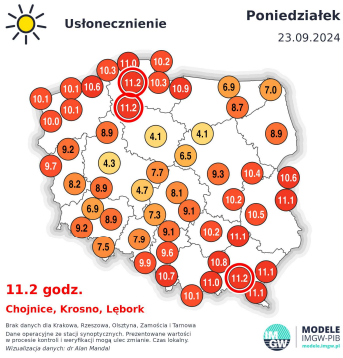 Usłonecznienie
Poniedziałek
23.09.2024
11.0 10.2
10.3 11.2 10.3
10.1 10.6 10.9 6.9 7.0
10.1 11.2 8.7
10.0
8.9 4.1 4.1 8.9
9.2
9.7 4.3 6.5
7.7 9.3 10.4 10.6
8.2 8.9 4.7 8.1 10.2 11.1
6.9 7.3 9.1 10.5
9.2 8.9
7.5 7.9 9.1 10.2 11.1
9.9 9.6
10.7 10.8 11.2 11.1
11.0
10.1 11.1
11.2 godz.
Chojnice, Krosno, Lębork
Brak danych dla Krakowa, Rzeszowa, Olsztyna, Zamościa i Tarnowa
Dane operacyjne ze stacji synoptycznych. Prezentowane wartości
w procesie kontroli i weryfikacji mogą ulec zmianie. Czas lokalny.
Wizualizacja danych: dr Alan Mandal
IM
GW
MODELE
IMGW-PIB
modele.imgw.pl